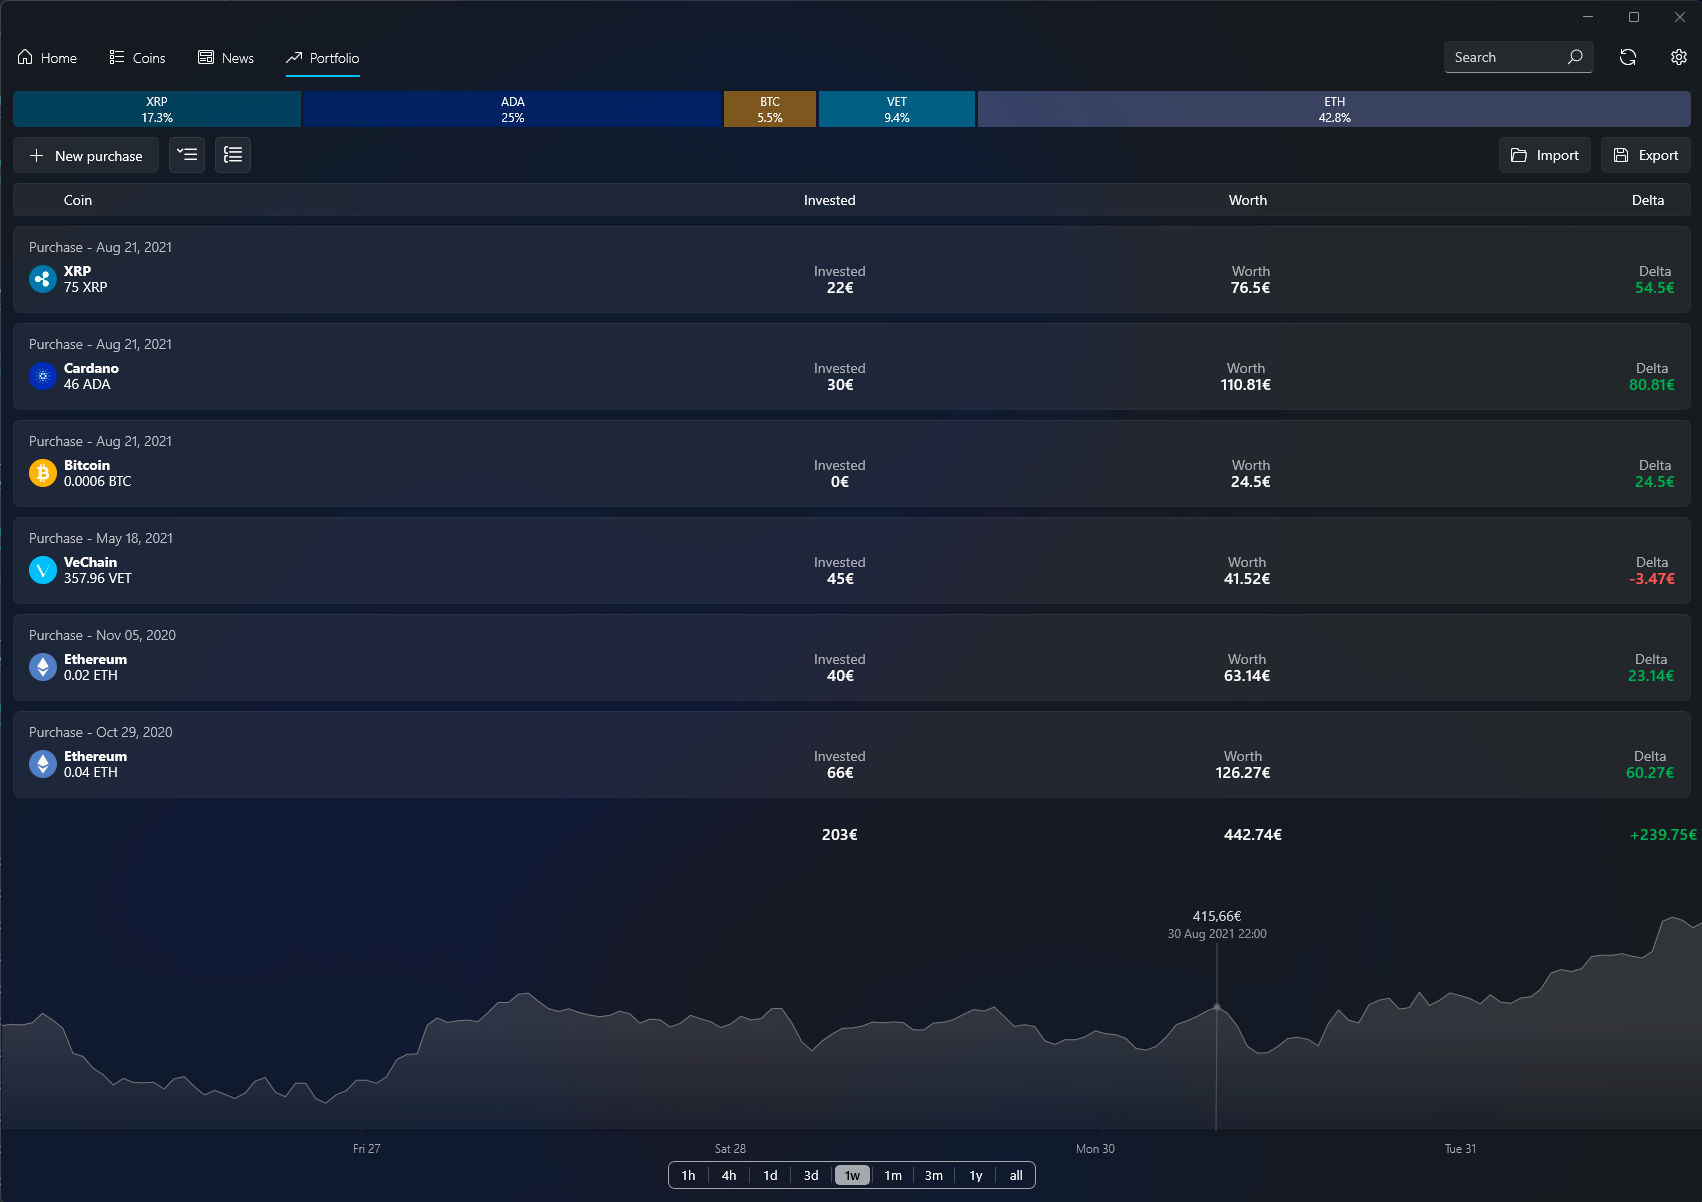 Home Coins News Portfolio Search
XRP ADA BTC VET ETH
17.3% 25% 5.5% 9.4% 42.8%
New purchase Import Export
Coin Invested Worth Delta
Purchase - Aug 21, 2021
XRP Invested Worth Delta
75 XRP 22€ 76.5€ 54.5€
Purchase - Aug 21, 2021
Cardano Invested Worth Delta
46 ADA 30€ 110.81€ 80.81€
Purchase - Aug 21, 2021
Bitcoin Invested Worth Delta
0.0006 BTC 0€ 24.5€ 24.5€
Purchase - May 18, 2021
VeChain Invested Worth Delta
357.96 VET 45€ 41.52€ -3.47€
Purchase - Nov 05, 2020
Ethereum Invested Worth Delta
0.02 ETH 40€ 63.14€ 23.14€
Purchase - Oct 29, 2020
Ethereum Invested Worth Delta
0.04 ETH 66€ 126.27€ 60.27€
203€ 442.74€ +239.75€
415,66€
30 Aug 2021 22:00
Fri 27 Sat 28 Mon 30 Tue 31
1h 4h 1d 3d 1w 1m 3m 1y all